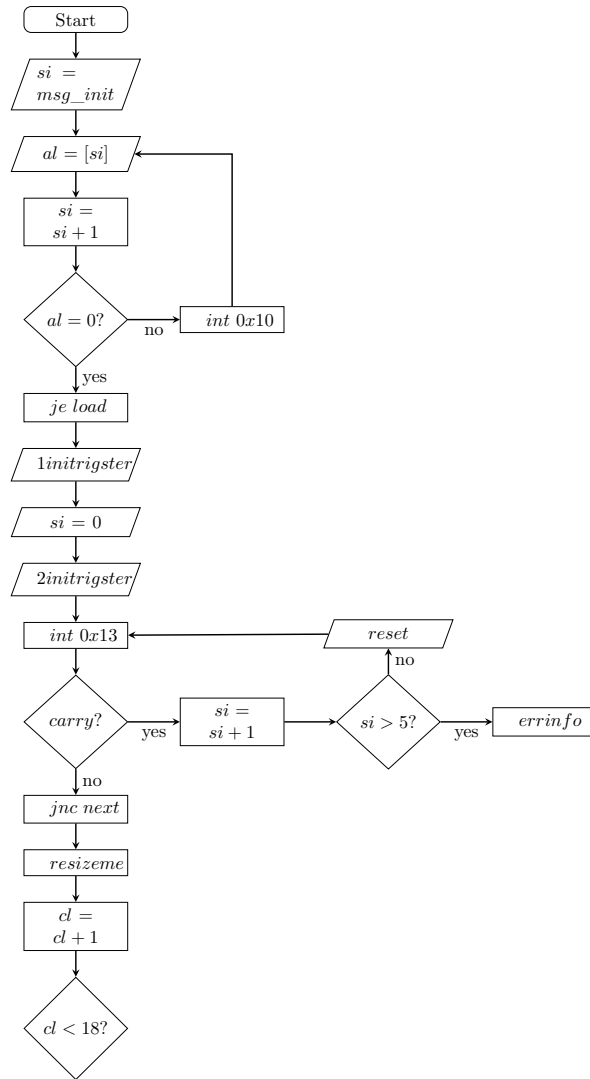 Start
si =
msg_init
al = [si]
si =
si + 1
al = 0?
no
int 0x10
yes
je load
1initrigster
si = 0
2initrigster
int 0x13
reset
no
carry?
yes
si =
si + 1
si > 5?
yes
errinfo
no
jnc next
resizeme
cl =
cl + 1
cl < 18?